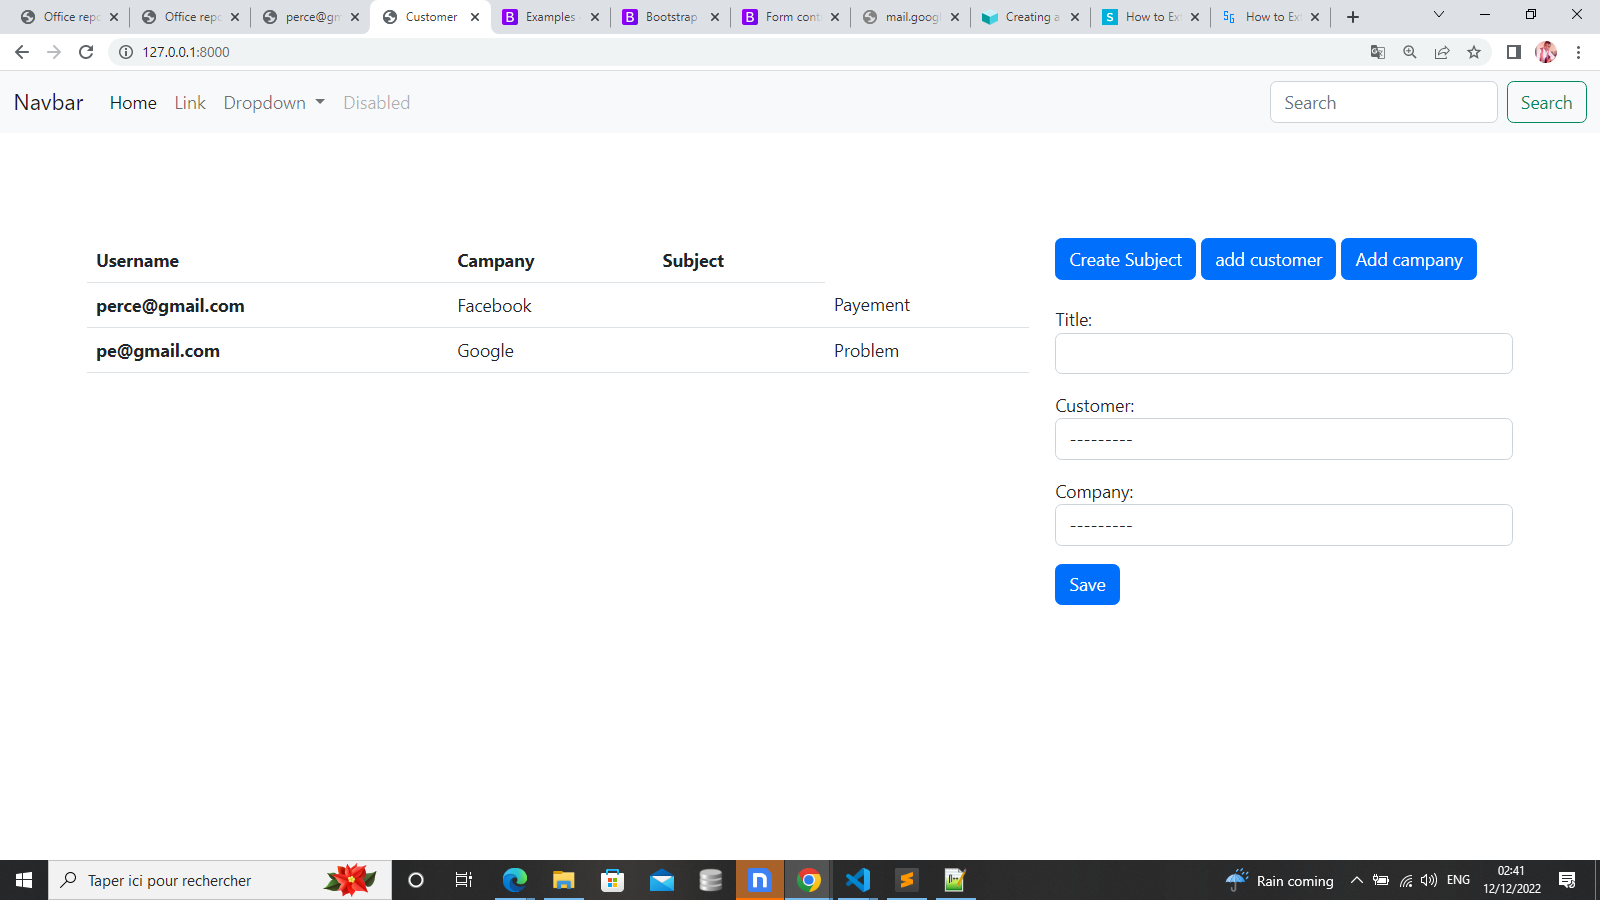 Office repo
Office repo
perce@gm
Customer
Examples
Bootstrap
Form cont
mail.googl
Creating a
How to Ex
How to Ex
127.0.0.1:8000
Navbar Home Link Dropdown Disabled Search Search
Username Campany Subject
perce@gmail.com Facebook Payement
pe@gmail.com Google Problem
Create Subject add customer Add campany
Title:
Customer:
---------
Company:
---------
Save
Taper ici pour rechercher
Rain coming
ENG
02:41
12/12/2022